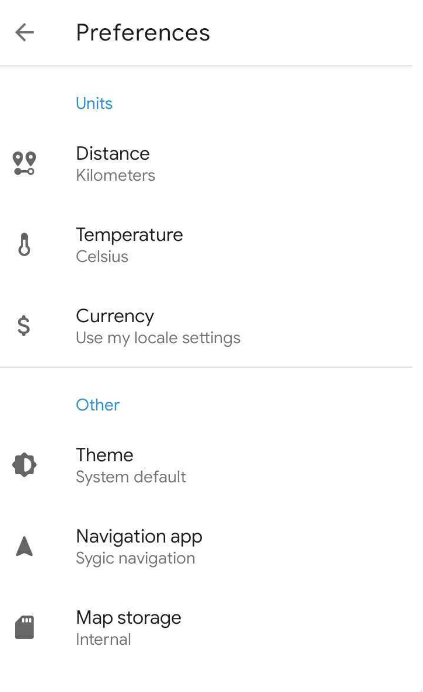 Preferences
Units
Distance
Kilometers
Temperature
Celsius
Currency
Use my locale settings
Other
Theme
System default
Navigation app
Sygic navigation
Map storage
Internal